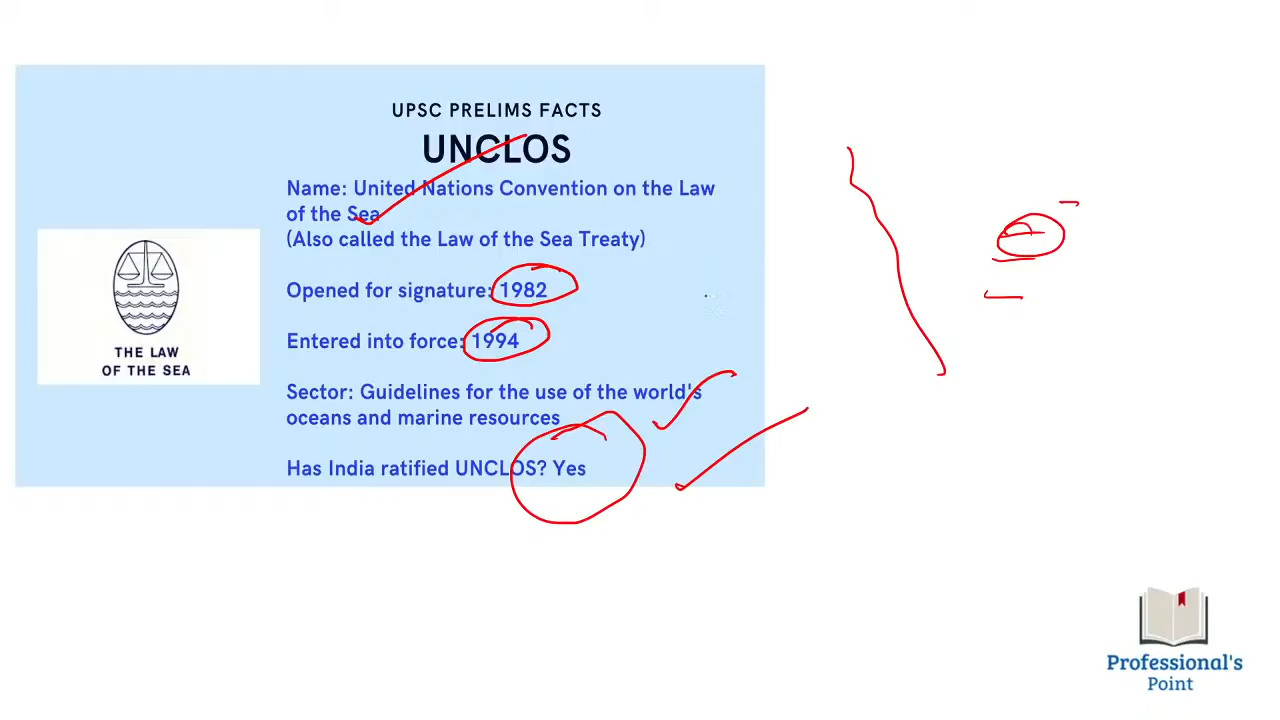 UPSC PRELIMS FACTS
UNCLOS
Name: United Nations Convention on the Law
of the Sea
(Also called the Law of the Sea Treaty)
Opened for signature: 1982
Entered into force: 1994
Sector: Guidelines for the use of the world's
oceans and marine resources
Has India ratified UNCLOS? Yes
THE LAW
OF THE SEA
Professional's
Point